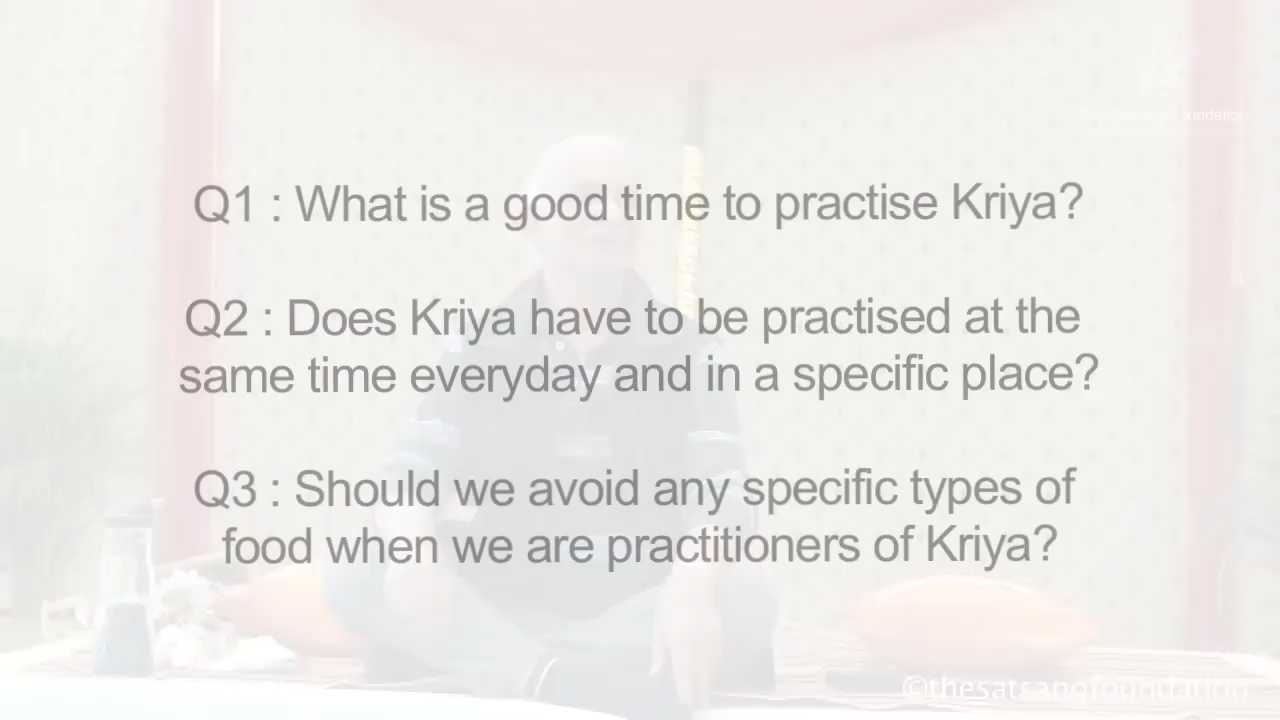 Q1 : What is a good time to practise Kriya?
Q2 : Does Kriya have to be practised at the
same time everyday and in a specific place?
Q3 : Should we avoid any specific types of
food when we are practitioners of Kriya?
©thesatsangfoundation